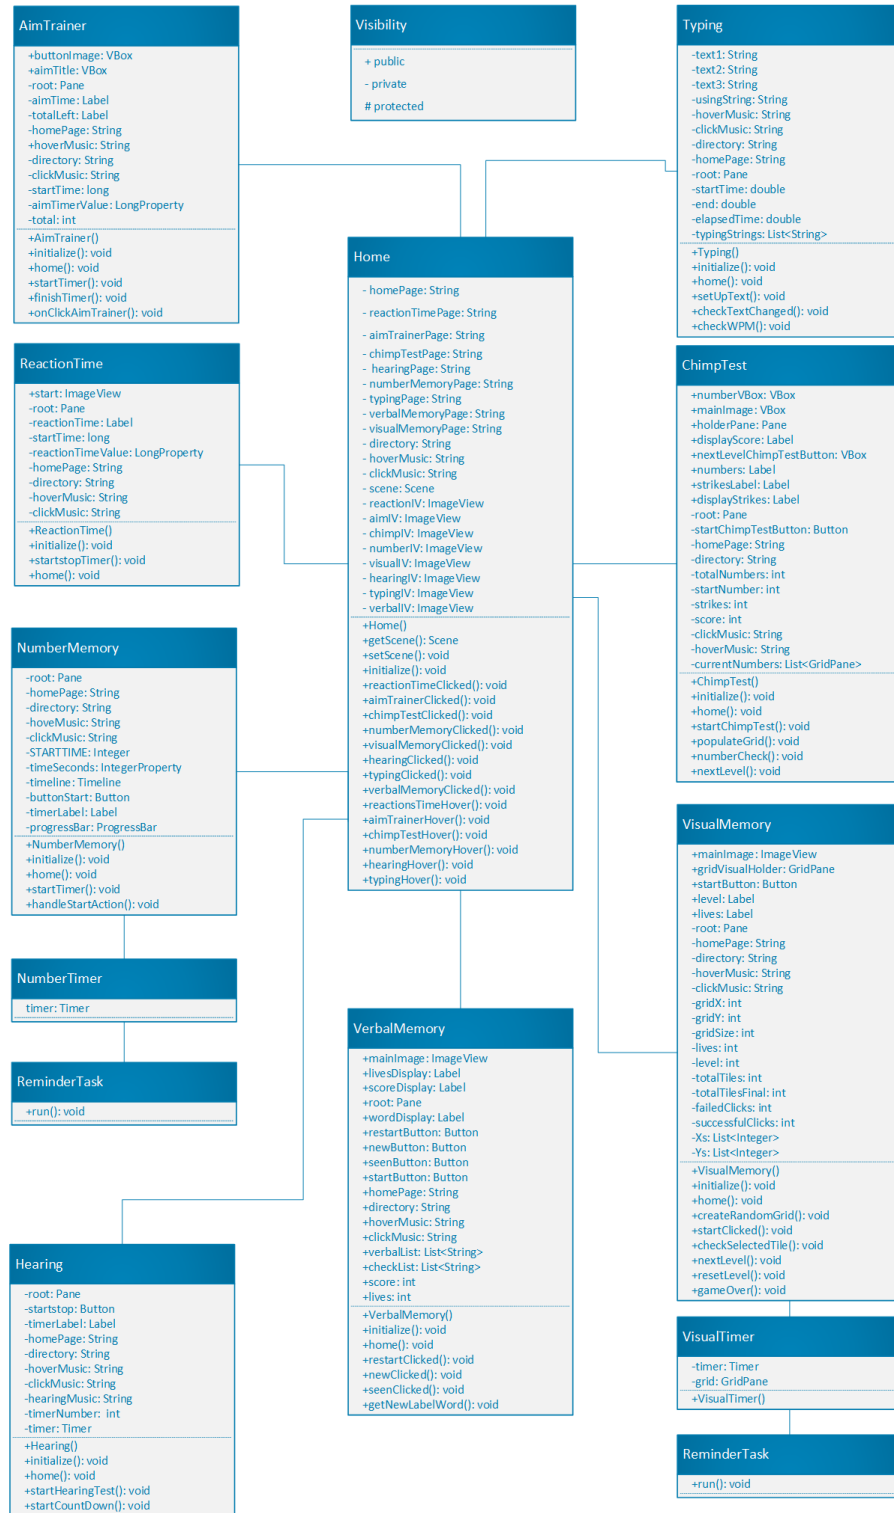 AimTrainer
+buttonImage: VBox
+aimTitle: VBox
-root: Pane
-aimTime: Label
-totalLeft: Label
-homePage: String
+hoverMusic: String
-directory: String
-clickMusic: String
-startTime: long
-aimTimerValue: LongProperty
-total: int
+AimTrainer()
+initialize(): void
+home(): void
+startTimer(): void
+finishTimer(): void
+onClickAimTrainer(): void
Visibility
+ public
- private
# protected
Typing
-text1: String
-text2: String
-text3: String
-usingString: String
-hoverMusic: String
-clickMusic: String
-directory: String
-homePage: String
-root: Pane
-startTime: double
-end: double
-elapsedTime: double
-typingStrings: List<String>
+Typing()
+initialize(): void
+home(): void
+setUpText(): void
+checkTextChanged(): void
+checkWPM(): void
Home
- homePage: String
- reactionTimePage: String
- aimTrainerPage: String
- chimpTestPage: String
- hearingPage: String
- numberMemoryPage: String
- typingPage: String
- verbalMemoryPage: String
- visualMemoryPage: String
- directory: String
- hoverMusic: String
- clickMusic: String
- scene: Scene
- reactionIV: ImageView
- aimIV: ImageView
- chimpIV: ImageView
- numberIV: ImageView
- visualIV: ImageView
- hearingIV: ImageView
- typingIV: ImageView
- verbalIV: ImageView
+Home()
+getScene(): Scene
+setScene(): void
+initialize(): void
+reactionTimeClicked(): void
+aimTrainerClicked(): void
+chimpTestClicked(): void
+numberMemoryClicked(): void
+visualMemoryClicked(): void
+hearingClicked(): void
+typingClicked(): void
+verbalMemoryClicked(): void
+reactionsTimeHover(): void
+aimTrainerHover(): void
+chimpTestHover(): void
+numberMemoryHover(): void
+hearingHover(): void
+typingHover(): void
ReactionTime
+start: ImageView
-root: Pane
-reactionTime: Label
-startTime: long
-reactionTimeValue: LongProperty
-homePage: String
-directory: String
-hoverMusic: String
-clickMusic: String
+ReactionTime()
+initialize(): void
+startstopTimer(): void
+home(): void
ChimpTest
+numberVBox: VBox
+mainImage: VBox
+holderPane: Pane
+displayScore: Label
+nextLevelChimpTestButton: VBox
+numbers: Label
+strikesLabel: Label
+displayStrikes: Label
-root: Pane
-startChimpTestButton: Button
-homePage: String
-directory: String
-totalNumbers: int
-startNumber: int
-strikes: int
-score: int
-clickMusic: String
-hoverMusic: String
-currentNumbers: List<GridPane>
+ChimpTest()
+initialize(): void
+home(): void
+startChimpTest(): void
+populateGrid(): void
+numberCheck(): void
+nextLevel(): void
NumberMemory
-root: Pane
-homePage: String
-directory: String
-hoveMusic: String
-clickMusic: String
-STARTTIME: Integer
-timeSeconds: IntegerProperty
-timeline: Timeline
-buttonStart: Button
-timerLabel: Label
-progressBar: ProgressBar
+NumberMemory()
+initialize(): void
+home(): void
+startTimer(): void
+handleStartAction(): void
NumberTimer
timer: Timer
ReminderTask
+run(): void
VisualMemory
+mainImage: ImageView
+gridVisualHolder: GridPane
+startButton: Button
+level: Label
+lives: Label
-root: Pane
-homePage: String
-directory: String
-hoverMusic: String
-clickMusic: String
-gridX: int
-gridY: int
-gridSize: int
-lives: int
-level: int
-totalTiles: int
-totalTilesFinal: int
-failedClicks: int
-successfulClicks: int
-Xs: List<Integer>
-Ys: List<Integer>
+VisualMemory()
+initialize(): void
+home(): void
+createRandomGrid(): void
+startClicked(): void
+checkSelectedTile(): void
+nextLevel(): void
+resetLevel(): void
+gameOver(): void
VerbalMemory
+mainImage: ImageView
+livesDisplay: Label
+scoreDisplay: Label
+root: Pane
+wordDisplay: Label
+restartButton: Button
+newButton: Button
+seenButton: Button
+startButton: Button
+homePage: String
+directory: String
+hoverMusic: String
+clickMusic: String
+verbalList: List<String>
+checkList: List<String>
+score: int
+lives: int
+VerbalMemory()
+initialize(): void
+home(): void
+restartClicked(): void
+newClicked(): void
+seenClicked(): void
+getNewLabelWord(): void
Hearing
-root: Pane
-startstop: Button
-timerLabel: Label
-homePage: String
-directory: String
-hoverMusic: String
-clickMusic: String
-hearingMusic: String
-timerNumber: int
-timer: Timer
+Hearing()
+initialize(): void
+home(): void
+startHearingTest(): void
+startCountDown(): void
VisualTimer
-timer: Timer
-grid: GridPane
+VisualTimer()
ReminderTask
+run(): void